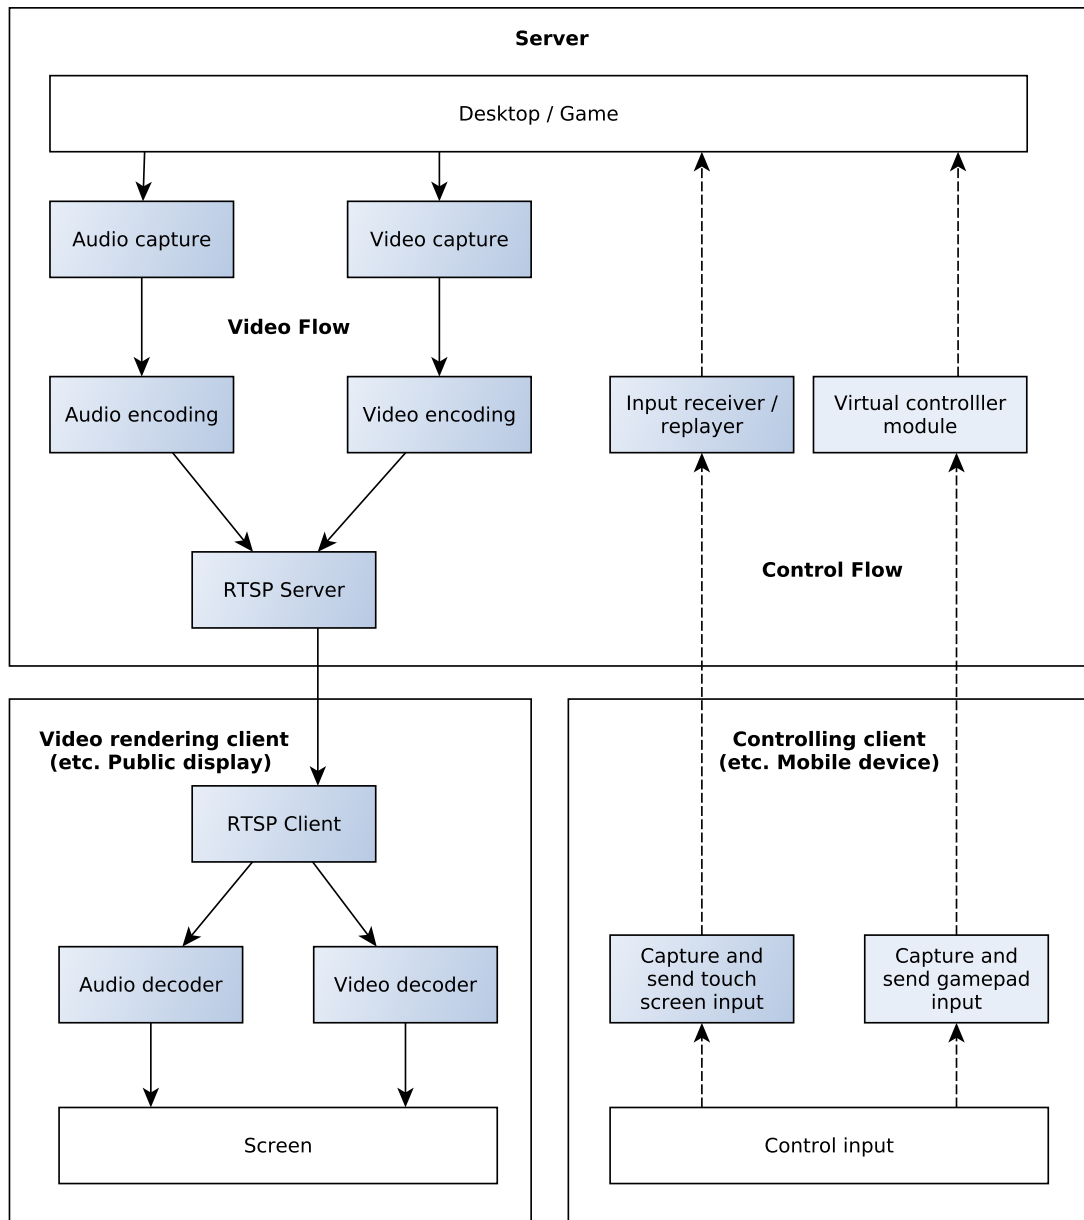 Server
Desktop / Game
Audio capture
Video capture
Video Flow
Audio encoding
Video encoding
Input receiver /
replayer
Virtual controlller
module
RTSP Server
Control Flow
Video rendering client
(etc. Public display)
Controlling client
(etc. Mobile device)
RTSP Client
Audio decoder
Video decoder
Capture and
send touch
screen input
Capture and
send gamepad
input
Screen
Control input